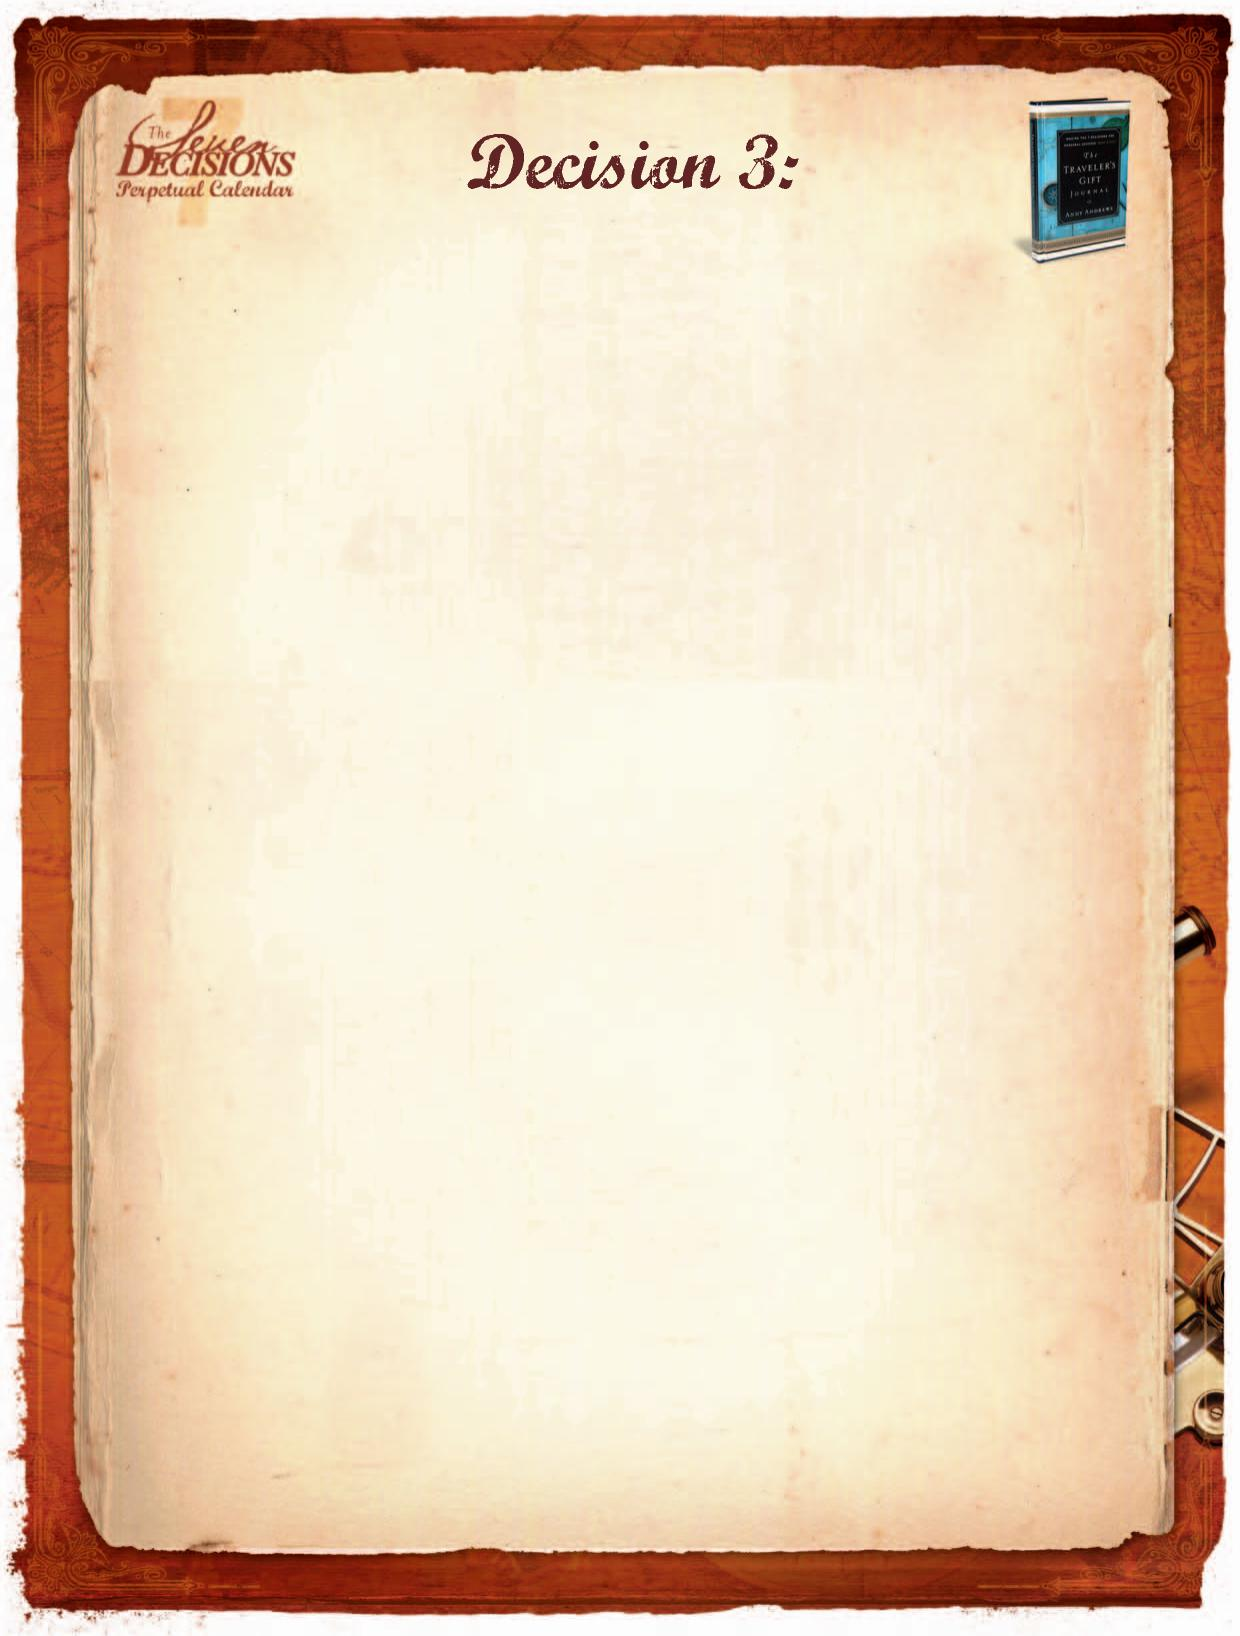 The Seven
DECISIONS
Perpetual Calendar
Decision 3:
The
TRAVELER'S
GIFT
JOURNAL
ANDY ANDREWS